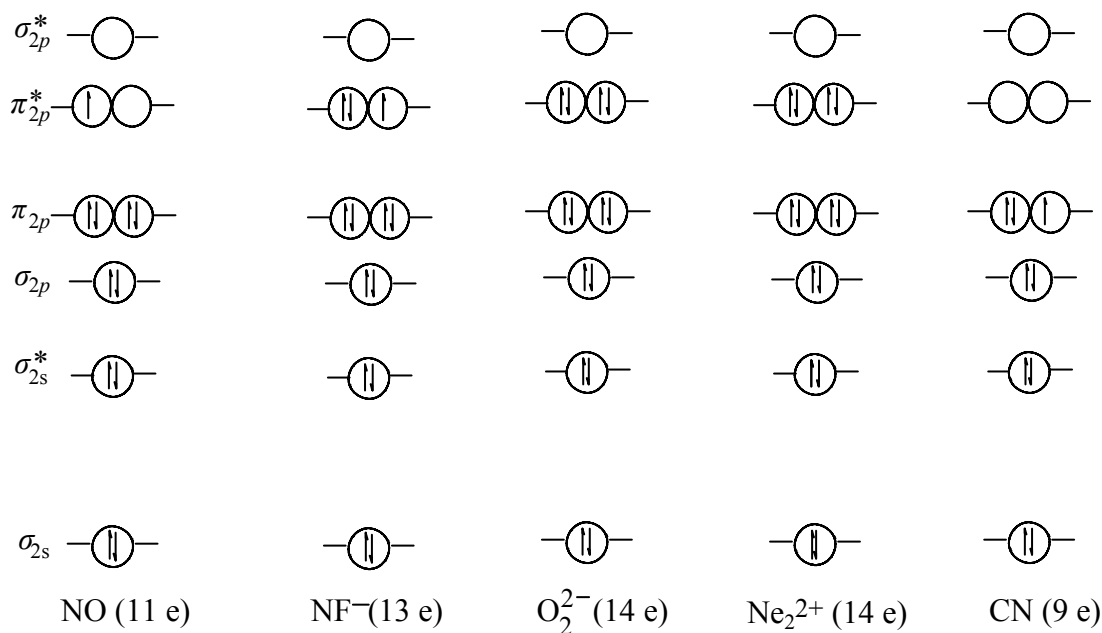 σ*2p
π*2p
π2p
σ2p
σ*2s
σ2s
NO (11 e) NF⁻(13 e) O₂²⁻(14 e) Ne₂²⁺ (14 e) CN (9 e)